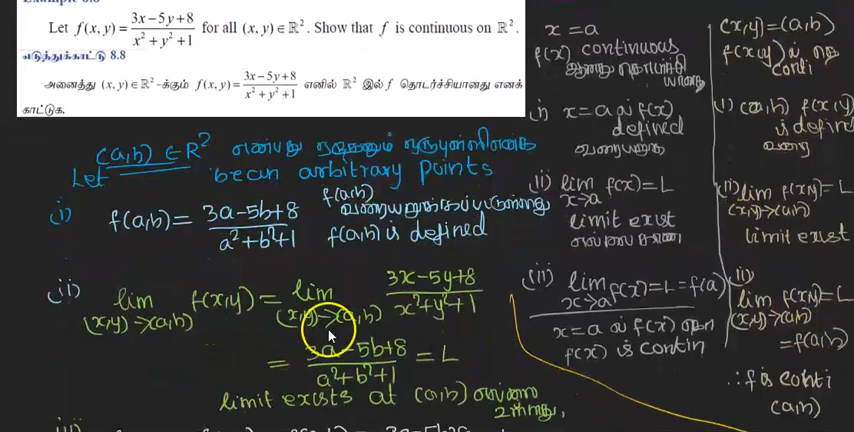 Let f(x, y) = (3x − 5y + 8)/(x² + y² + 1) for all (x, y) ∈ ℝ². Show that f is continuous on ℝ².
எடுத்துக்காட்டு 8.8
அனைத்து (x, y) ∈ ℝ²-க்கும் f(x, y) = (3x − 5y + 8)/(x² + y² + 1) எனில் ℝ² இல் f தொடர்ச்சியானது எனக்
காட்டுக.
(a,b) ∈ R² என்பது
Let be an arbitrary points
(i) f(a,b) = (3a-5b+8)/(a²+b²+1)
f(a,b)
f(a,b) is defined
(ii) lim (x,y)->(a,b) f(x,y) = lim (x,y)->(a,b) (3x-5y+8)/(x²+y²+1)
= (3a-5b+8)/(a²+b²+1) = L
limit exists at (a,b)
x = a
f(x) continuous
i) x = a f(x)
defined
(ii) lim x->a f(x) = L
limit exist
(iii) lim x->a f(x) = L = f(a)
x = a f(x)
f(x) is contin
(x,y) = (a,b)
f(x,y)
conti
(i) (a,b) f(x,y)
is define
(ii) lim (x,y)->(a,b) f(x,y) = L
limit exist
(iii) lim (x,y)->(a,b) f(x,y) = L
= f(a,b)
∴ f is conti
(a,b)